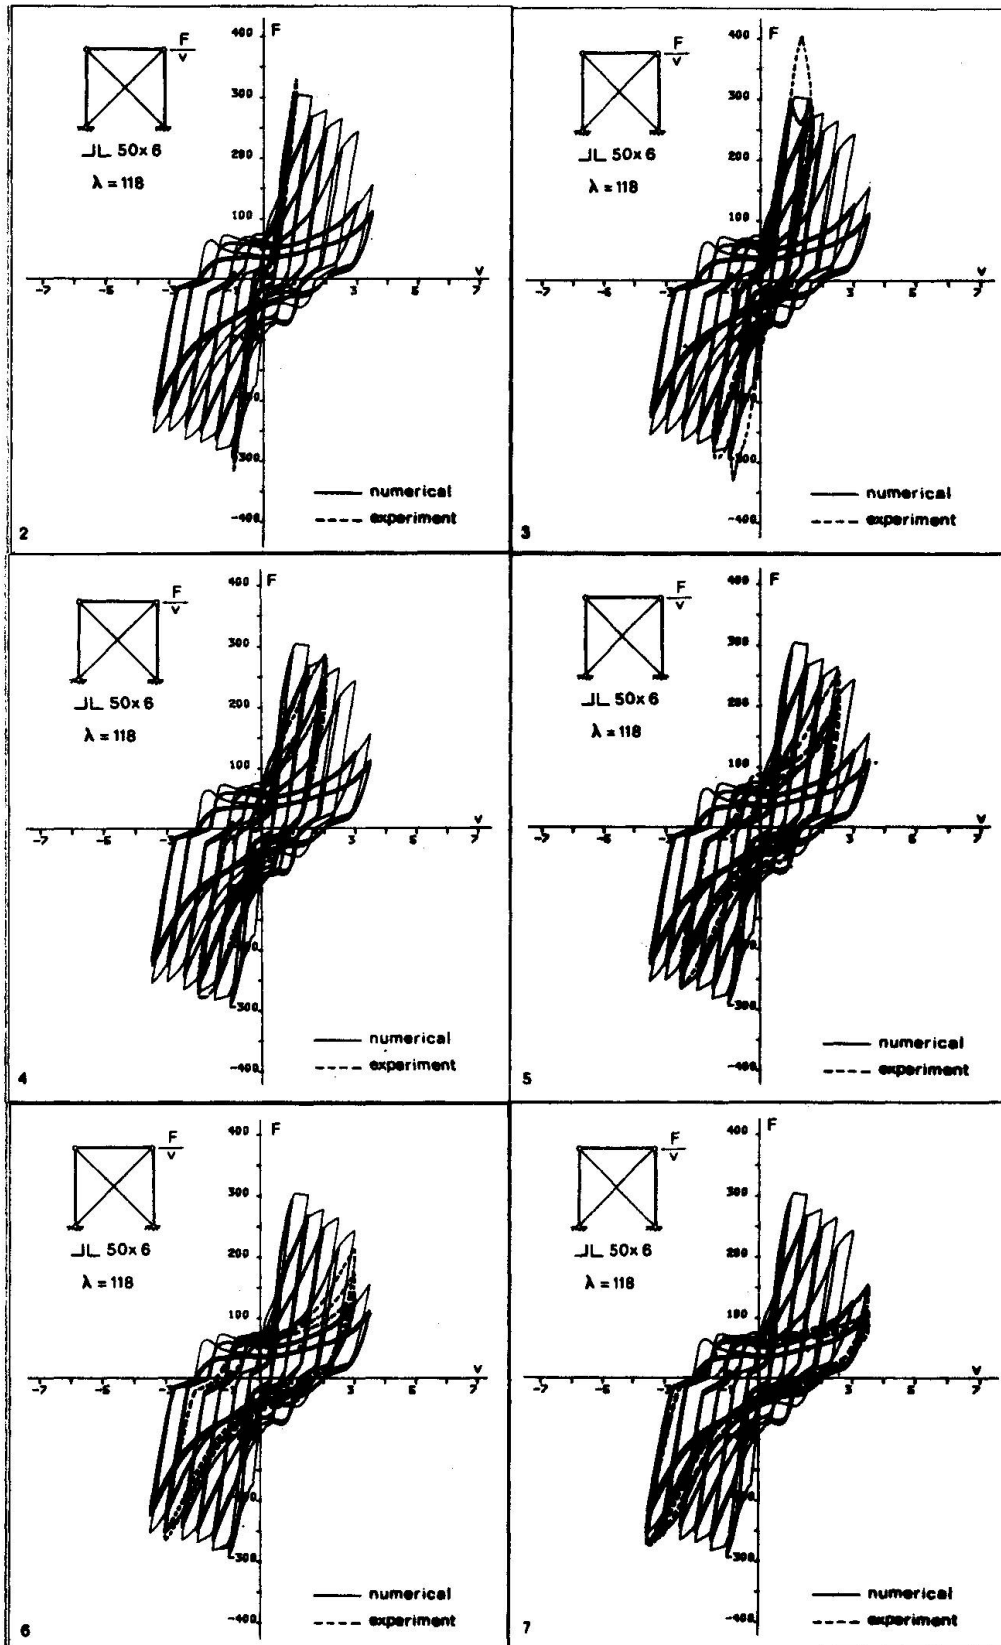 400 F
F
v
300
⅃L 50x6
200
λ = 118
100
v
-7 -5 3 7
-300
numerical
-400
experiment
2
400 F
F
v
300
⅃L 50x6
200
λ = 118
100
v
-7 -5 3 7
-300
numerical
-400
experiment
3
400 F
F
v
300
⅃L 50x6
200
λ = 118
100
v
-7 -5 3 7
-300
numerical
-400
experiment
4
400 F
F
v
300
⅃L 50x6
200
λ = 118
100
v
-7 -5 3 7
-300
numerical
-400
experiment
5
400 F
F
v
300
⅃L 50x6
200
λ = 118
100
v
-7 -5 3 7
-300
numerical
-400
experiment
6
400 F
F
v
300
⅃L 50x6
200
λ = 118
100
v
-7 -5 3 7
-300
numerical
-400
experiment
7